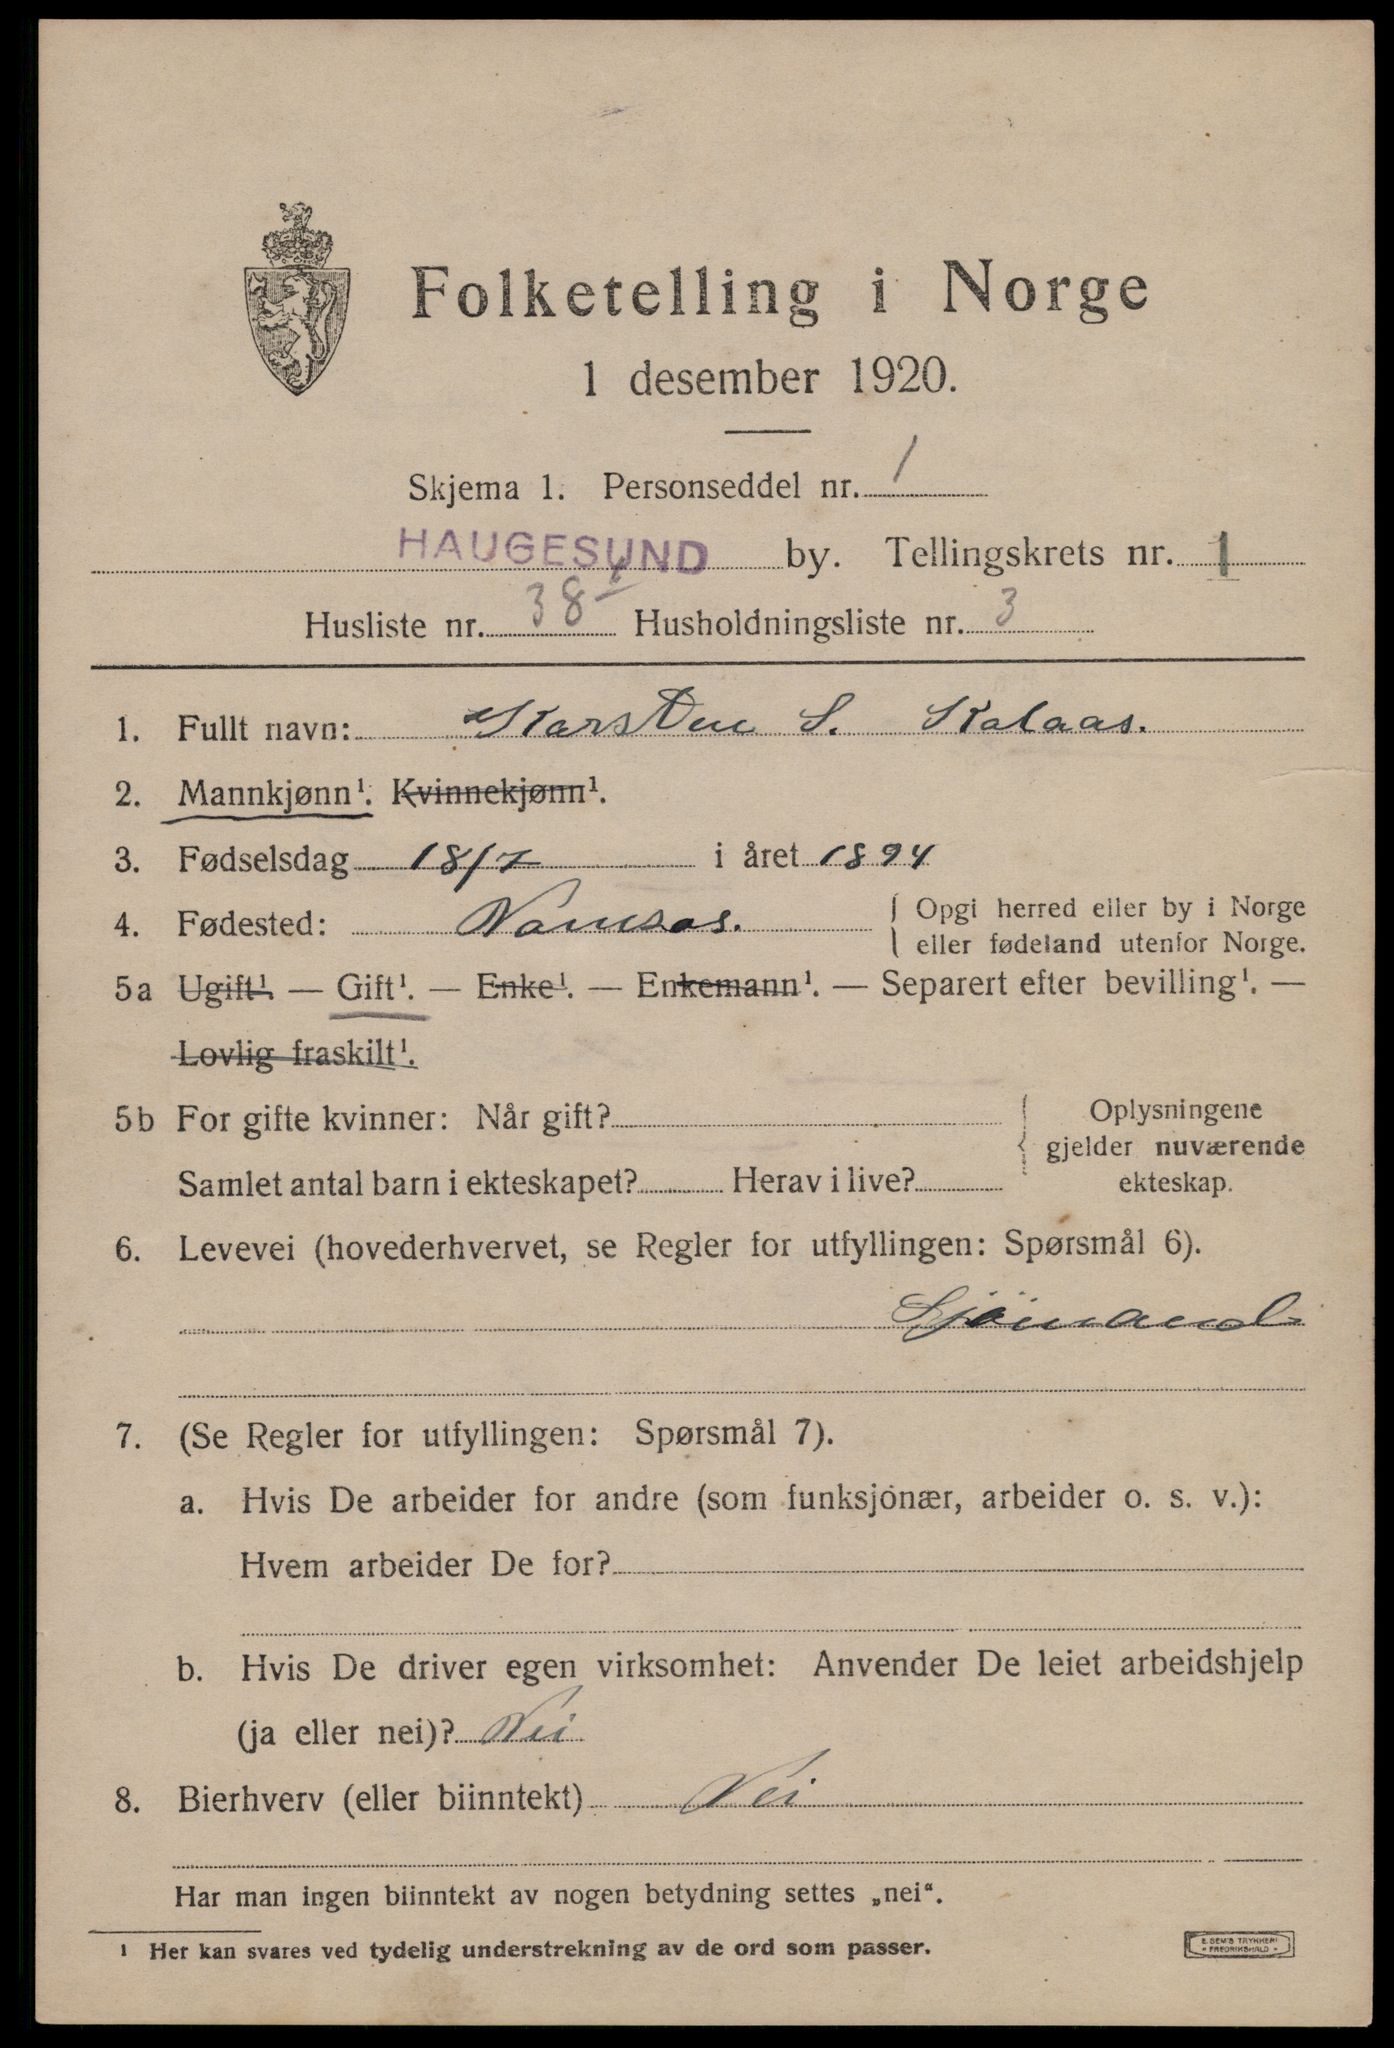 Folketelling i Norge
1 desember 1920.
Skjema 1. Personseddel nr. 1
HAUGESUND by. Tellingskrets nr. 1
Husliste nr. 38 Husholdningsliste nr. 3
1. Fullt navn: Karsten S. Kalaas.
2. Mannkjønn¹. Kvinnekjønn¹.
3. Fødselsdag 18/7 i året 1894
4. Fødested: Namsos. Opgi herred eller by i Norge
eller fødeland utenfor Norge.
5a Ugift¹. — Gift¹. — Enke¹. — Enkemann¹. — Separert efter bevilling¹. —
Lovlig fraskilt¹.
5b For gifte kvinner: Når gift? Oplysningene
gjelder nuværende
Samlet antal barn i ekteskapet? Herav i live? ekteskap.
6. Levevei (hovederhvervet, se Regler for utfyllingen: Spørsmål 6).
Sjömand
7. (Se Regler for utfyllingen: Spørsmål 7).
a. Hvis De arbeider for andre (som funksjonær, arbeider o. s. v.):
Hvem arbeider De for?
b. Hvis De driver egen virksomhet: Anvender De leiet arbeidshjelp
(ja eller nei)? Nei
8. Bierhverv (eller biinntekt) Nei
Har man ingen biinntekt av nogen betydning settes „nei“.
¹ Her kan svares ved tydelig understrekning av de ord som passer.
E. SEM'S TRYKKERI
• FREDRIKSHALD •